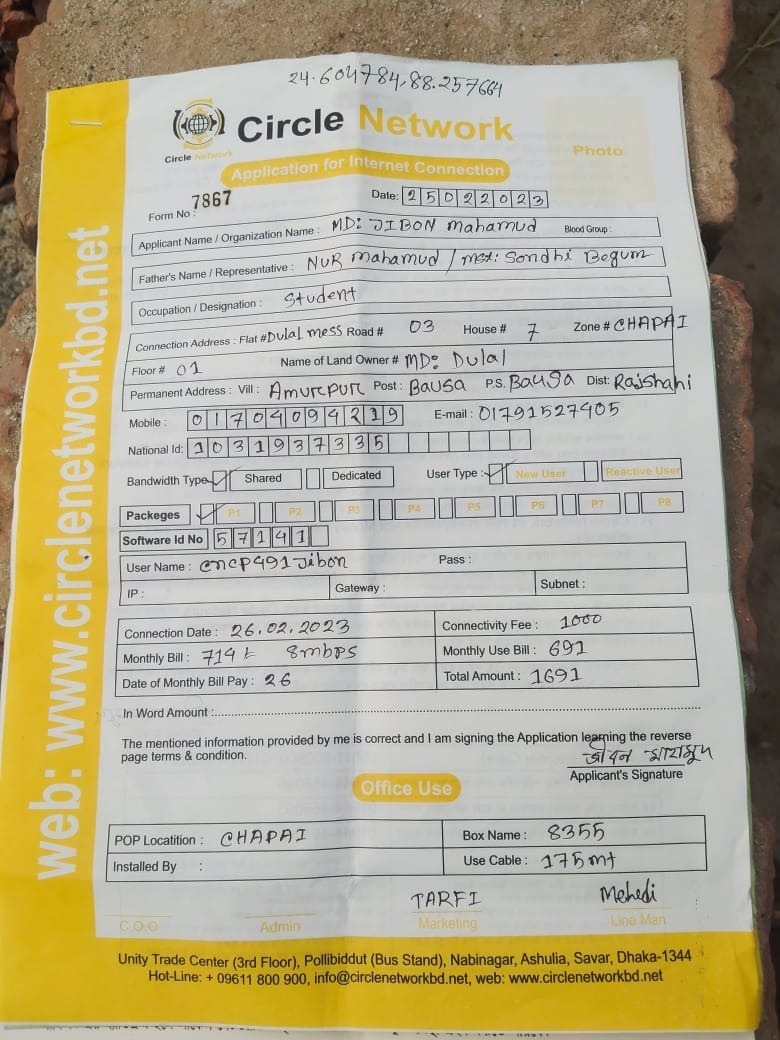 24.604784,88.257664
Circle Network
Circle Network
Photo
Application for Internet Connection
Form No : 7867
Date: 25022023
Applicant Name / Organization Name : MD: JIBON Mahamud Blood Group :
Father's Name / Representative : NUR Mahamud / Mst: Sondhi Begum
Occupation / Designation : Student
Connection Address : Flat # Dulal mess Road # 03 House # 7 Zone # CHAPAI
Floor # 01 Name of Land Owner # MD: Dulal
Permanent Address : Vill : Amurpur Post : Bausa P.S. Bausa Dist: Rajshahi
Mobile : 01704094219 E-mail : 01791527405
National Id: 1031937335
Bandwidth Type Shared Dedicated User Type : New User Reactive User
Packeges P1 P2 P3 P4 P5 P6 P7 P8
Software Id No 57141
User Name : cncp491jibon Pass :
IP : Gateway : Subnet :
Connection Date : 26.02.2023 Connectivity Fee : 1000
Monthly Bill : 714 t 8mbps Monthly Use Bill : 691
Date of Monthly Bill Pay : 26 Total Amount : 1691
In Word Amount :
The mentioned information provided by me is correct and I am signing the Application learning the reverse
page terms & condition.
জীবন মাহামুদ
Applicant's Signature
Office Use
POP Locatition : CHAPAI Box Name : 8355
Installed By : Use Cable : 175mt
TARFI Mehedi
C.O.O Admin Marketing Line Man
Unity Trade Center (3rd Floor), Pollibiddut (Bus Stand), Nabinagar, Ashulia, Savar, Dhaka-1344
Hot-Line: + 09611 800 900, info@circlenetworkbd.net, web: www.circlenetworkbd.net
web: www.circlenetworkbd.net